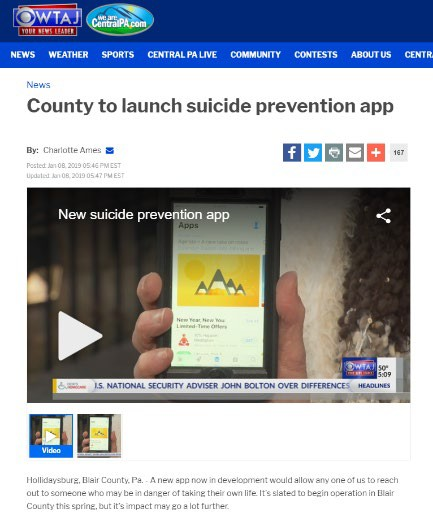 WTAJ
YOUR NEWS LEADER
we are
CentralPA.com
NEWS WEATHER SPORTS CENTRAL PA LIVE COMMUNITY CONTESTS ABOUT US CENTR
News
County to launch suicide prevention app
By: Charlotte Ames
167
Posted: Jan 08, 2019 05:46 PM EST
Updated: Jan 08, 2019 05:47 PM EST
New suicide prevention app
Apps
New Year, New You,
Limited-Time Offers
WTAJ
50°
5:09
J.S. NATIONAL SECURITY ADVISER JOHN BOLTON OVER DIFFERENCES
HEADLINES
Video
Hollidaysburg, Blair County, Pa. - A new app now in development would allow any one of us to reach
out to someone who may be in danger of taking their own life. It's slated to begin operation in Blair
County this spring, but it's impact may go a lot further.